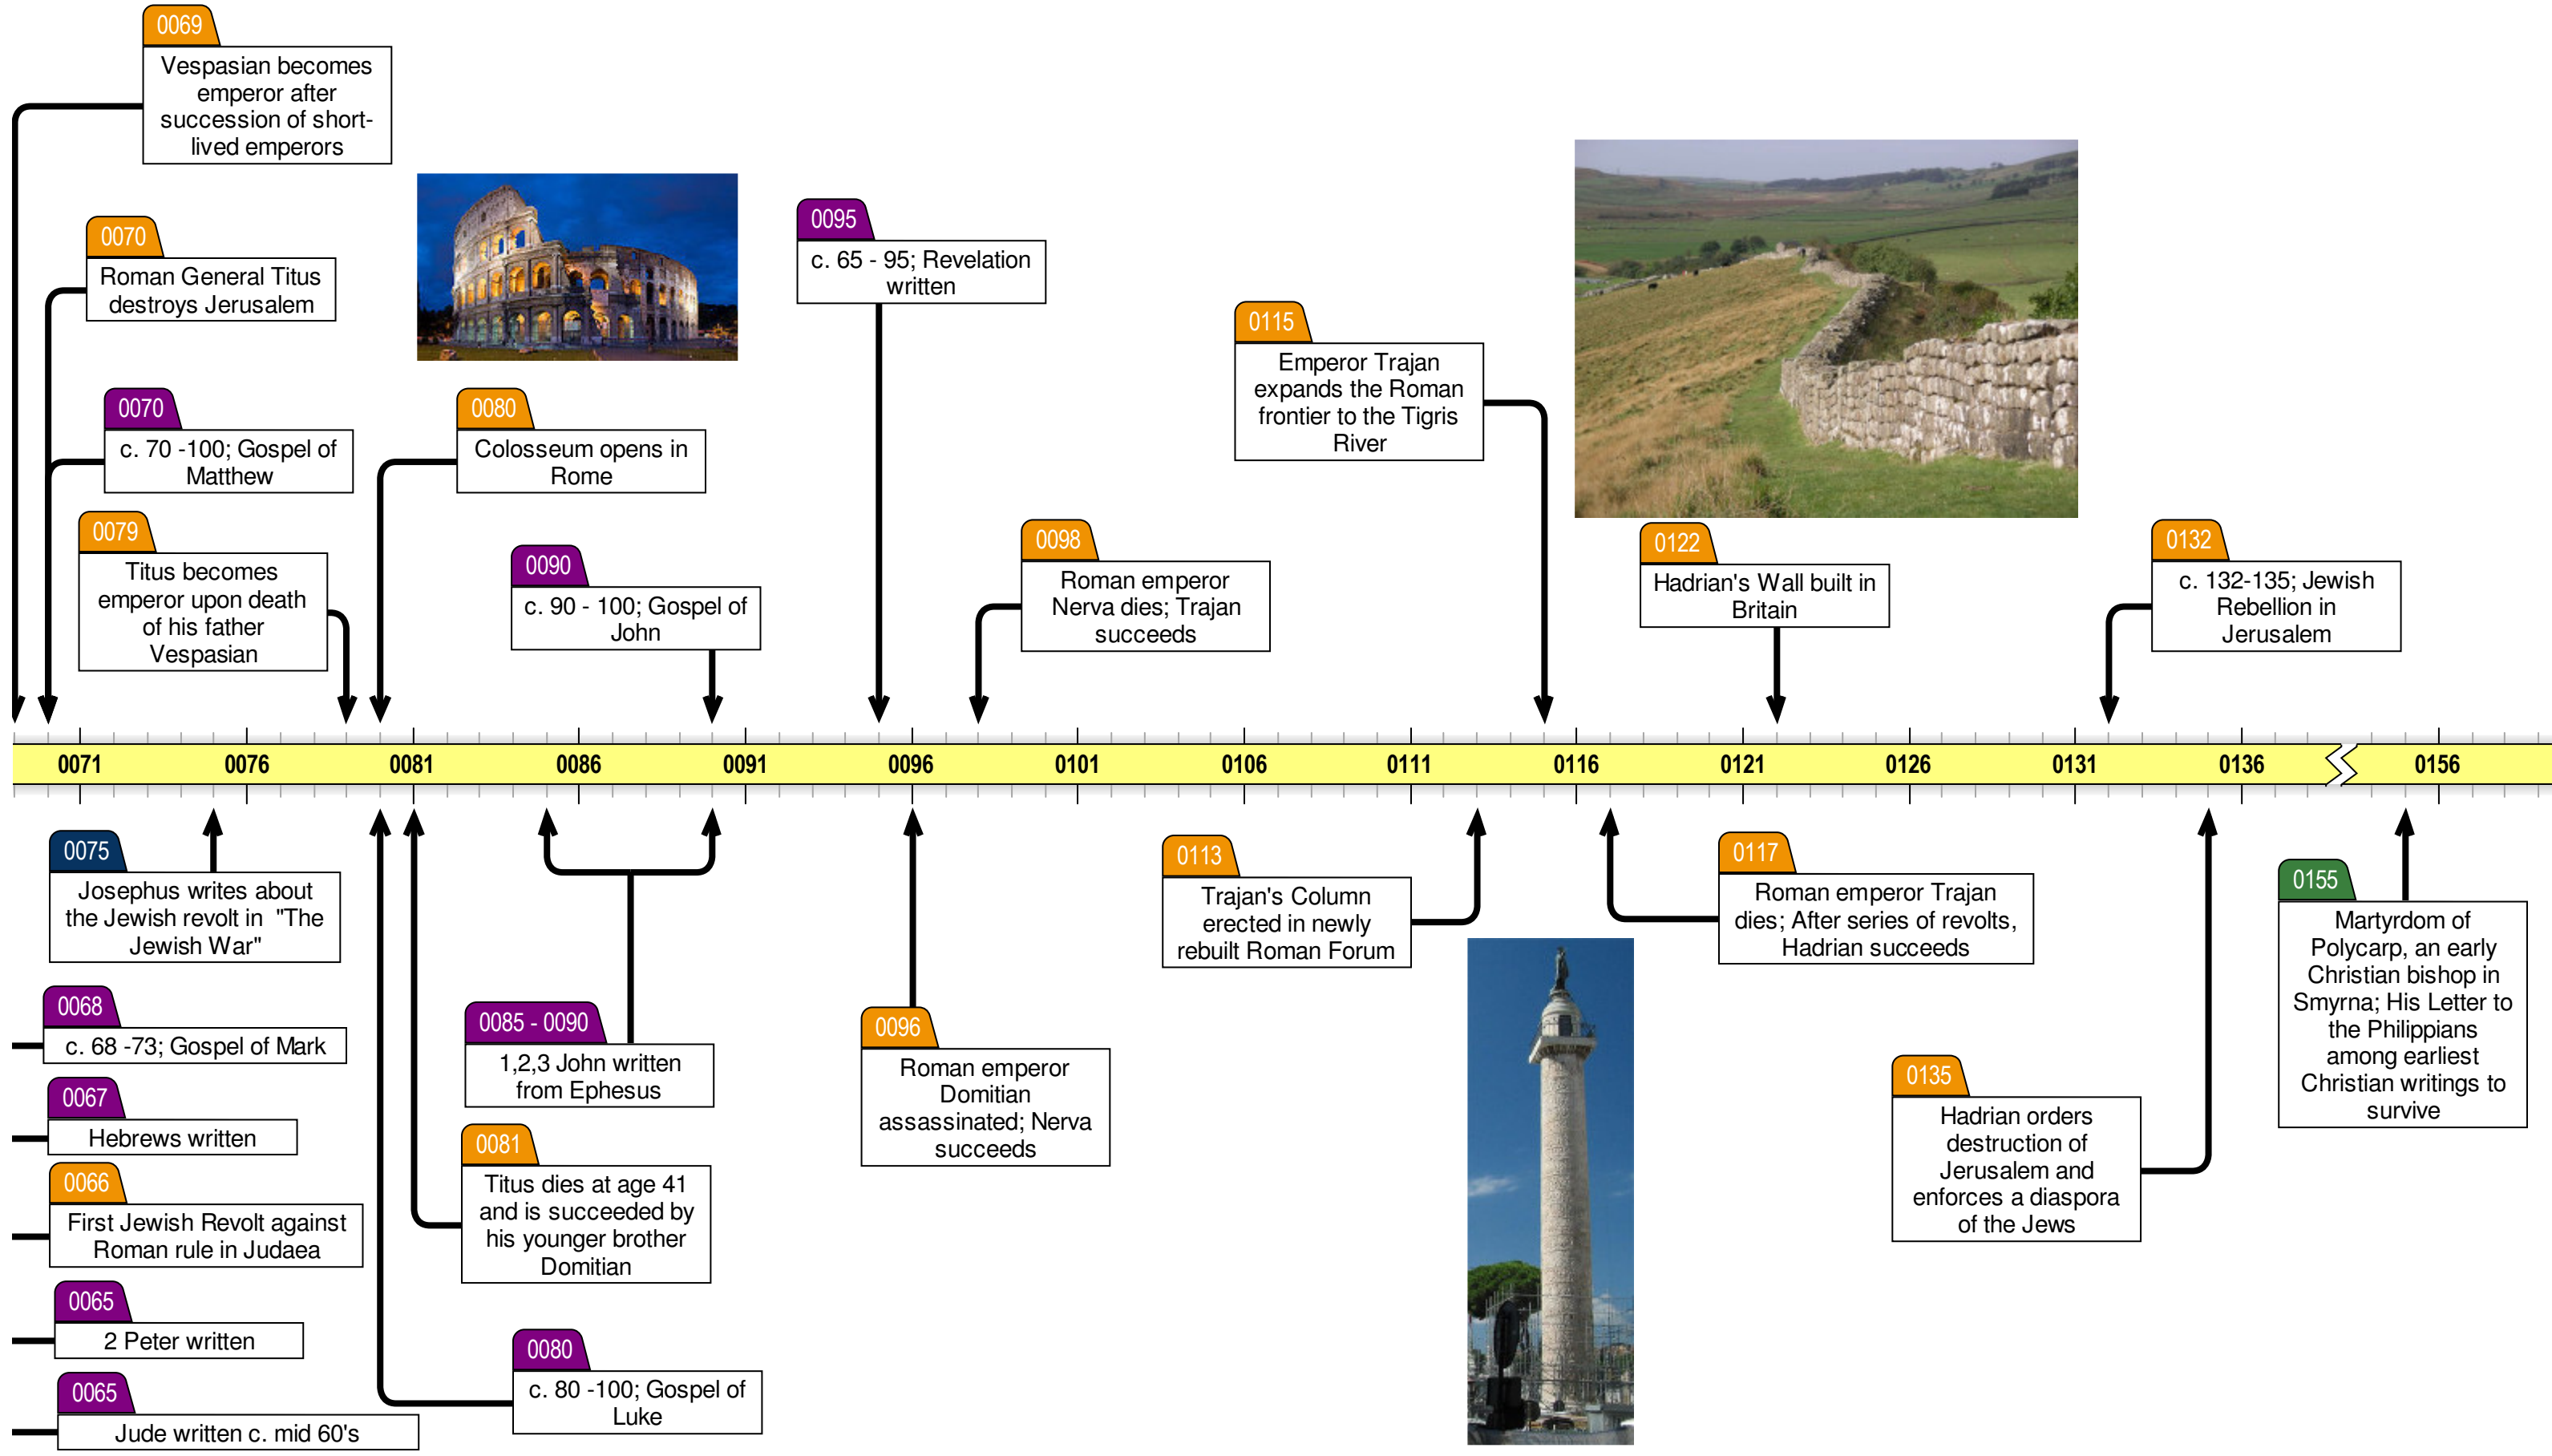 0069
Vespasian becomes
emperor after
succession of short-
lived emperors
0070
Roman General Titus
destroys Jerusalem
0070
c. 70 -100; Gospel of
Matthew
0079
Titus becomes
emperor upon death
of his father
Vespasian
0080
Colosseum opens in
Rome
0090
c. 90 - 100; Gospel of
John
0095
c. 65 - 95; Revelation
written
0098
Roman emperor
Nerva dies; Trajan
succeeds
0115
Emperor Trajan
expands the Roman
frontier to the Tigris
River
0122
Hadrian's Wall built in
Britain
0132
c. 132-135; Jewish
Rebellion in
Jerusalem
0071 0076 0081 0086 0091 0096 0101 0106 0111 0116 0121 0126 0131 0136 0156
0075
Josephus writes about
the Jewish revolt in "The
Jewish War"
0068
c. 68 -73; Gospel of Mark
0067
Hebrews written
0066
First Jewish Revolt against
Roman rule in Judaea
0065
2 Peter written
0065
Jude written c. mid 60's
0085 - 0090
1,2,3 John written
from Ephesus
0081
Titus dies at age 41
and is succeeded by
his younger brother
Domitian
0080
c. 80 -100; Gospel of
Luke
0096
Roman emperor
Domitian
assassinated; Nerva
succeeds
0113
Trajan's Column
erected in newly
rebuilt Roman Forum
0117
Roman emperor Trajan
dies; After series of revolts,
Hadrian succeeds
0135
Hadrian orders
destruction of
Jerusalem and
enforces a diaspora
of the Jews
0155
Martyrdom of
Polycarp, an early
Christian bishop in
Smyrna; His Letter to
the Philippians
among earliest
Christian writings to
survive